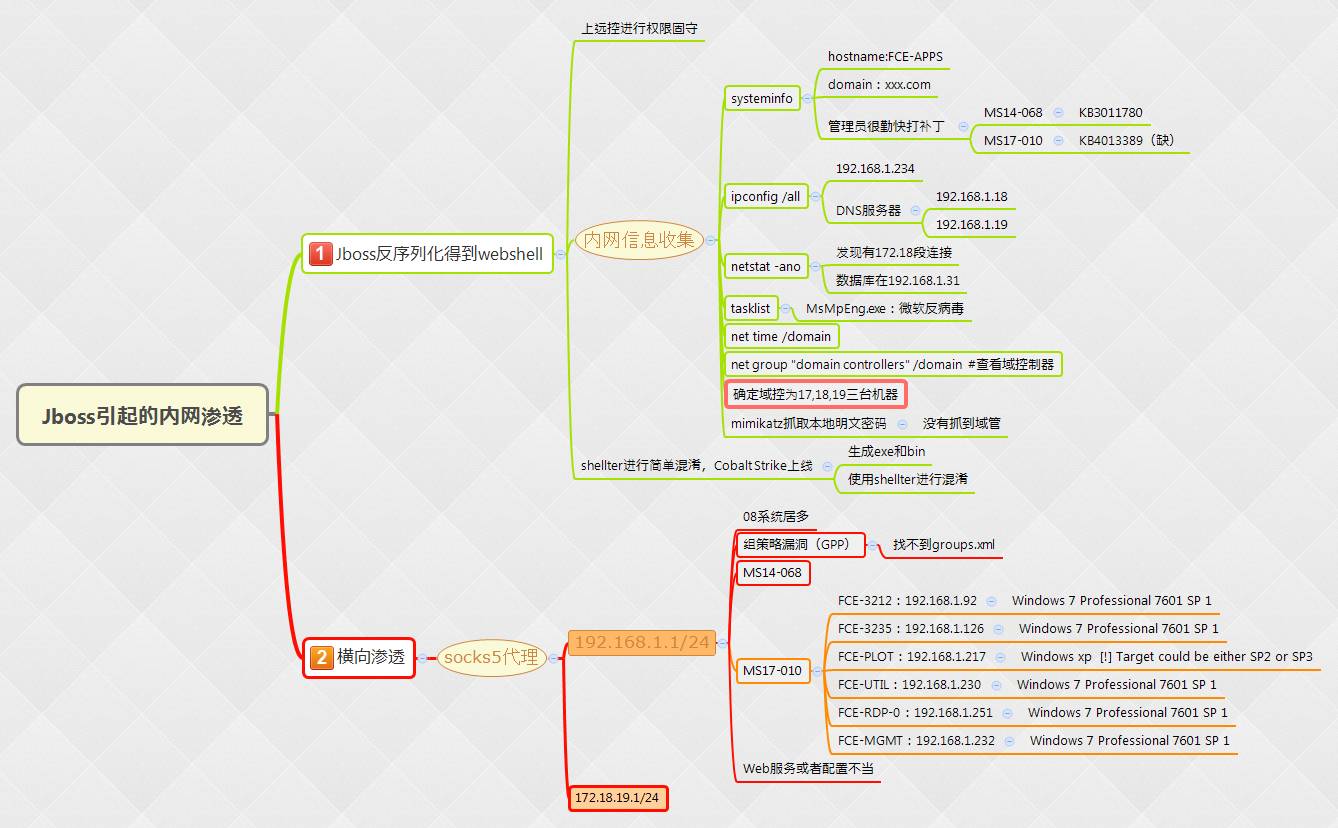 Jboss引起的内网渗透
1 Jboss反序列化得到webshell
上远控进行权限固守
内网信息收集
systeminfo
hostname:FCE-APPS
domain：xxx.com
管理员很勤快打补丁
MS14-068 KB3011780
MS17-010 KB4013389（缺）
ipconfig /all
192.168.1.234
DNS服务器
192.168.1.18
192.168.1.19
netstat -ano
发现有172.18段连接
数据库在192.168.1.31
tasklist
MsMpEng.exe：微软反病毒
net time /domain
net group "domain controllers" /domain #查看域控制器
确定域控为17,18,19三台机器
mimikatz抓取本地明文密码 没有抓到域管
shellter进行简单混淆，Cobalt Strike上线
生成exe和bin
使用shellter进行混淆
2 横向渗透
socks5代理
192.168.1.1/24
08系统居多
组策略漏洞（GPP） 找不到groups.xml
MS14-068
MS17-010
FCE-3212：192.168.1.92 Windows 7 Professional 7601 SP 1
FCE-3235：192.168.1.126 Windows 7 Professional 7601 SP 1
FCE-PLOT：192.168.1.217 Windows xp [!] Target could be either SP2 or SP3
FCE-UTIL：192.168.1.230 Windows 7 Professional 7601 SP 1
FCE-RDP-0：192.168.1.251 Windows 7 Professional 7601 SP 1
FCE-MGMT：192.168.1.232 Windows 7 Professional 7601 SP 1
Web服务或者配置不当
172.18.19.1/24